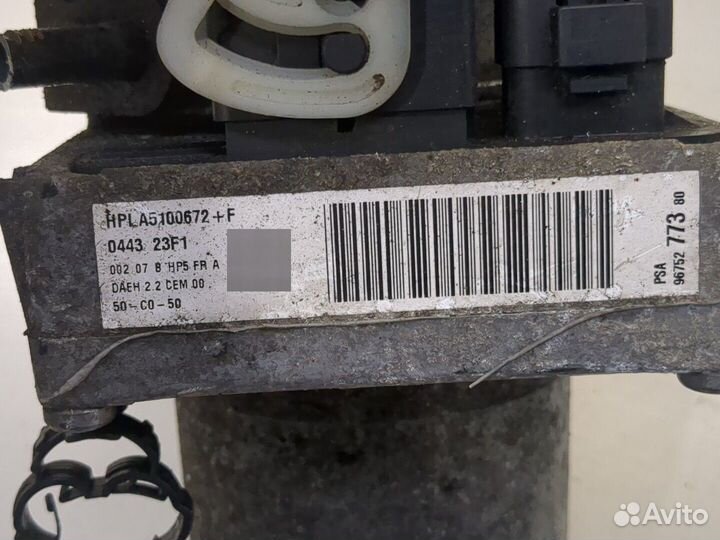 HPLA5100672+F
0443 23F1
002 07 B HP5 FR A
DAEH 2.2 CEM 00
50-C0-50
PSA
96752 773 80
Avito